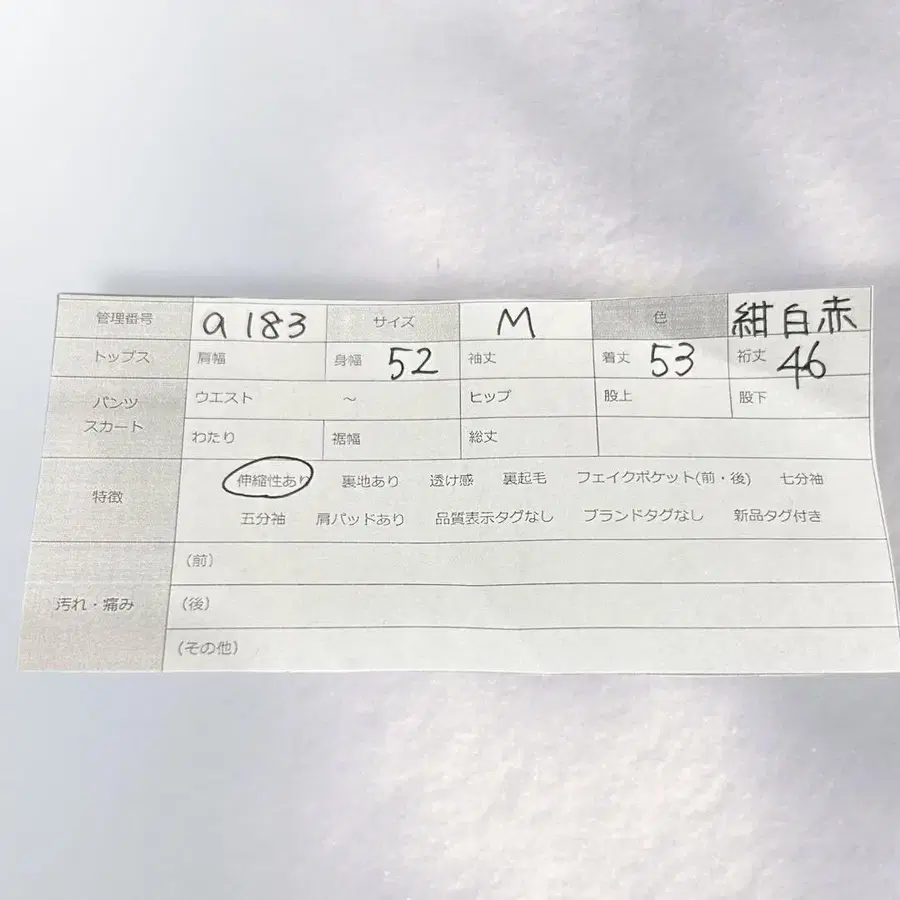 管理番号 a183 サイズ M 色 紺白赤
トップス 肩幅 身幅 52 袖丈 着丈 53 裄丈 46
パンツ スカート ウエスト ～ ヒップ 股上 股下
わたり 裾幅 総丈
特徴 伸縮性あり 裏地あり 透け感 裏起毛 フェイクポケット(前・後) 七分袖
五分袖 肩パッドあり 品質表示タグなし ブランドタグなし 新品タグ付き
汚れ・痛み (前)
(後)
(その他)